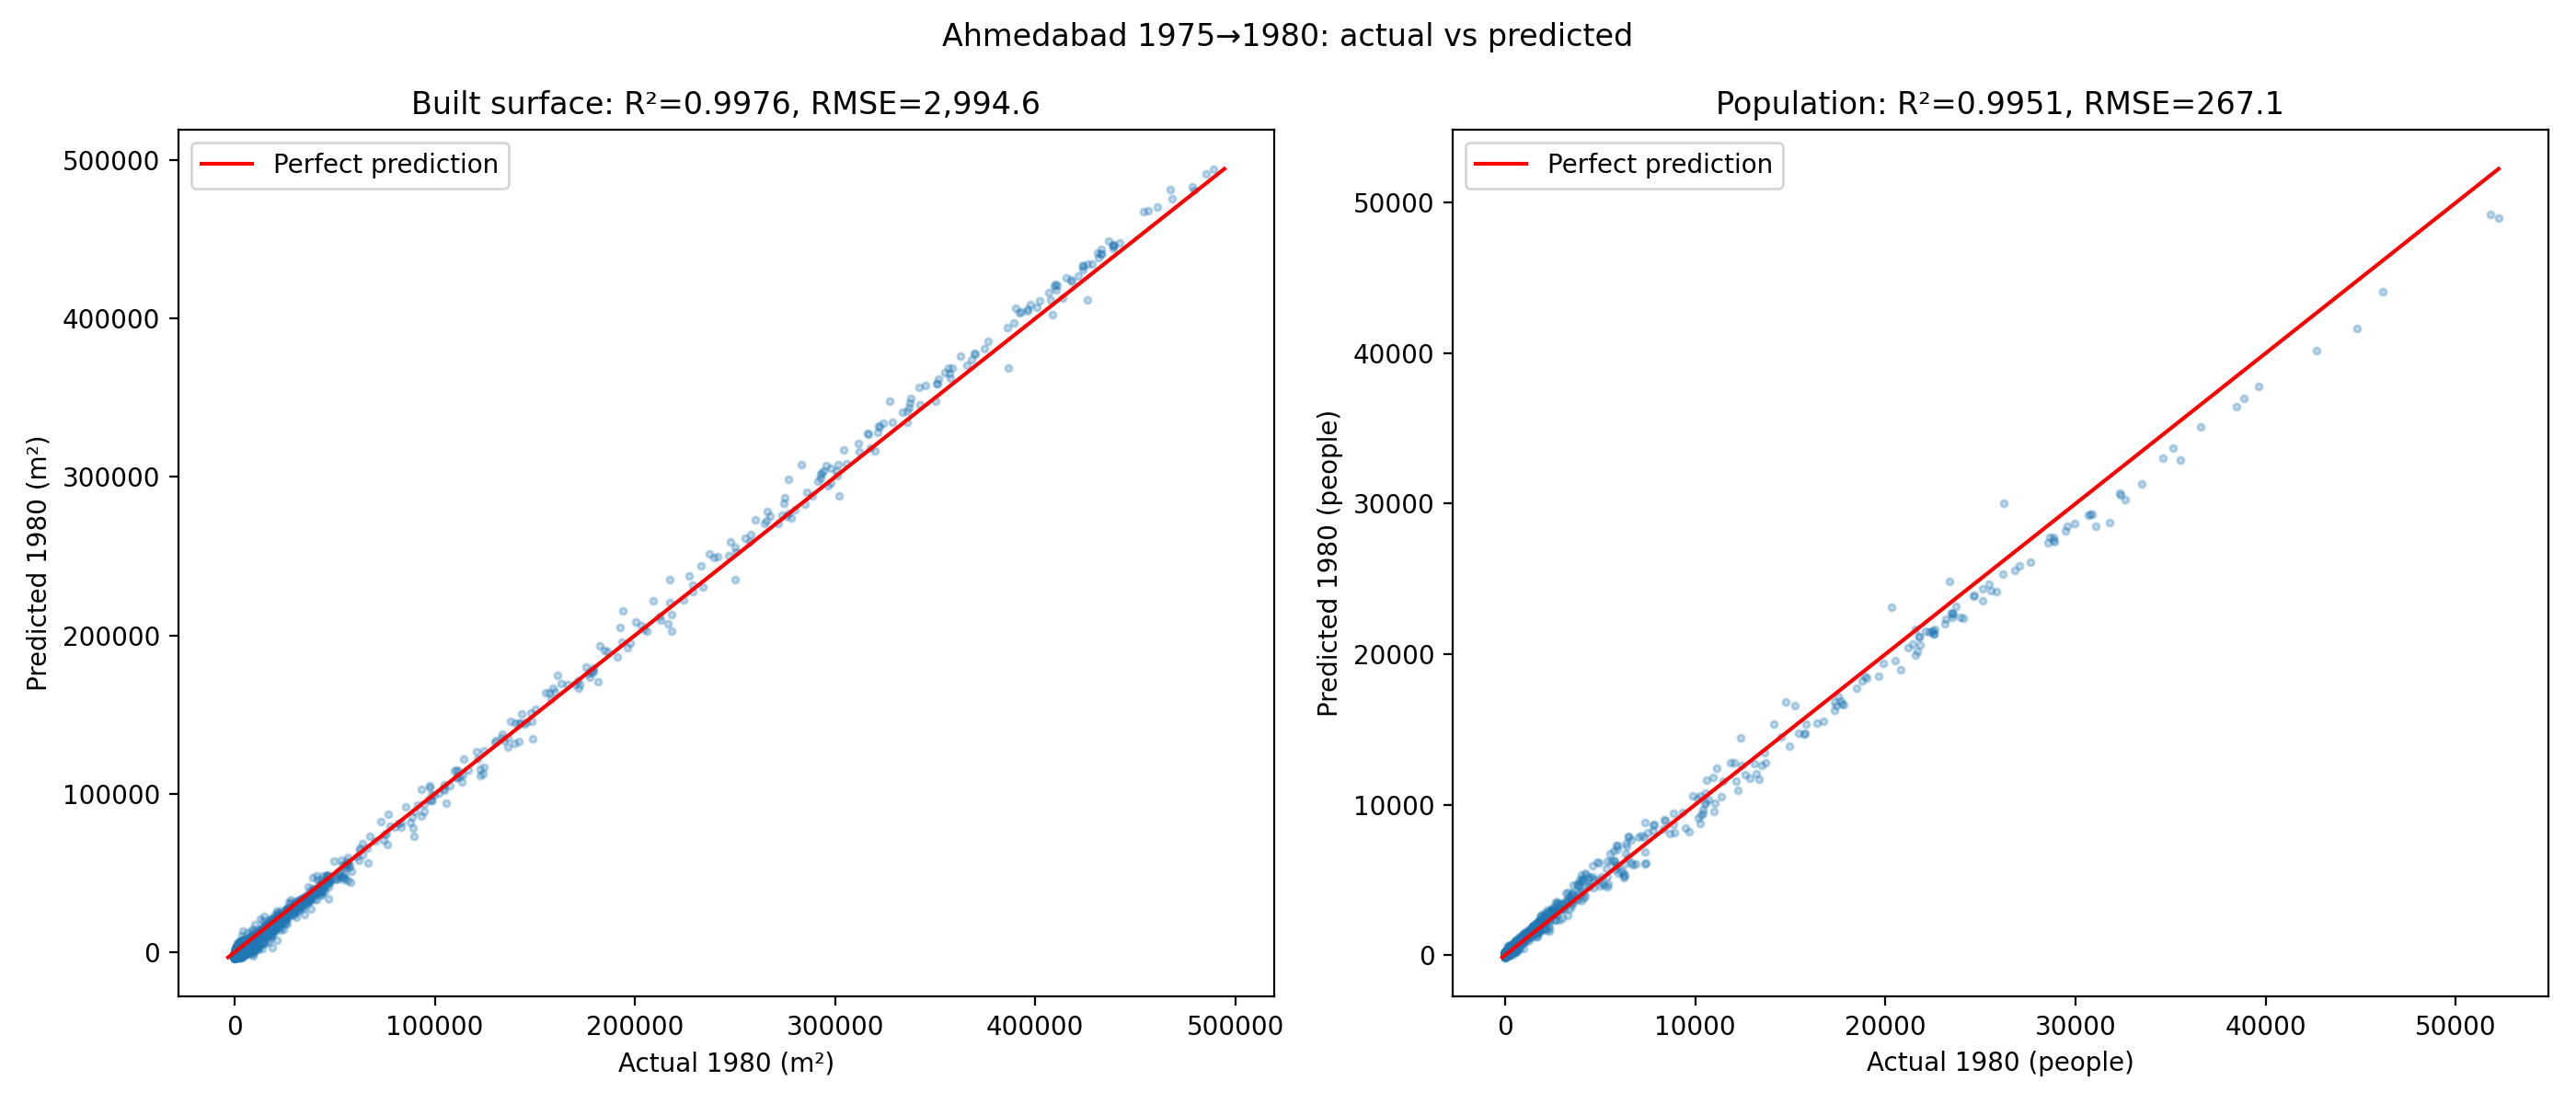 Ahmedabad 1975→1980: actual vs predicted
Built surface: R²=0.9976, RMSE=2,994.6
Perfect prediction
500000
400000
300000
200000
100000
0
Predicted 1980 (m²)
0 100000 200000 300000 400000 500000
Actual 1980 (m²)
Population: R²=0.9951, RMSE=267.1
Perfect prediction
50000
40000
30000
20000
10000
0
Predicted 1980 (people)
0 10000 20000 30000 40000 50000
Actual 1980 (people)